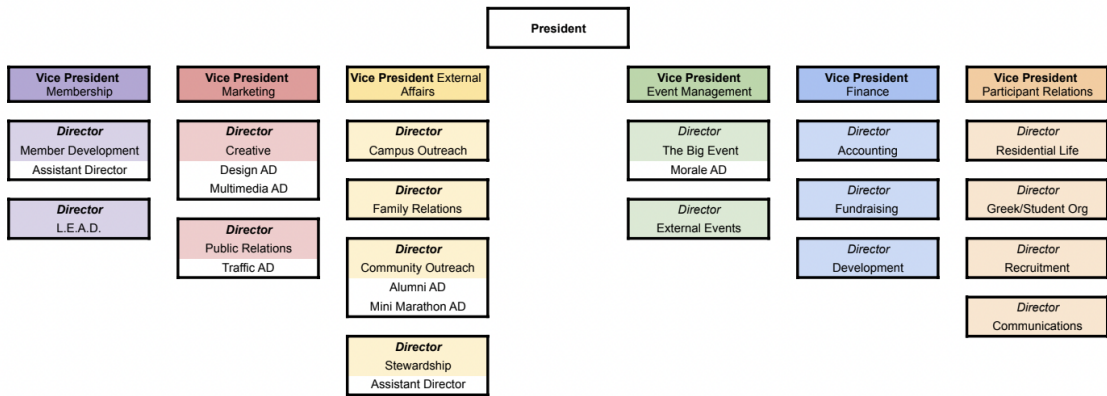 President
Vice President
Membership
Director
Member Development
Assistant Director
Director
L.E.A.D.
Vice President
Marketing
Director
Creative
Design AD
Multimedia AD
Director
Public Relations
Traffic AD
Vice President External
Affairs
Director
Campus Outreach
Director
Family Relations
Director
Community Outreach
Alumni AD
Mini Marathon AD
Director
Stewardship
Assistant Director
Vice President
Event Management
Director
The Big Event
Morale AD
Director
External Events
Vice President
Finance
Director
Accounting
Director
Fundraising
Director
Development
Vice President
Participant Relations
Director
Residential Life
Director
Greek/Student Org
Director
Recruitment
Director
Communications